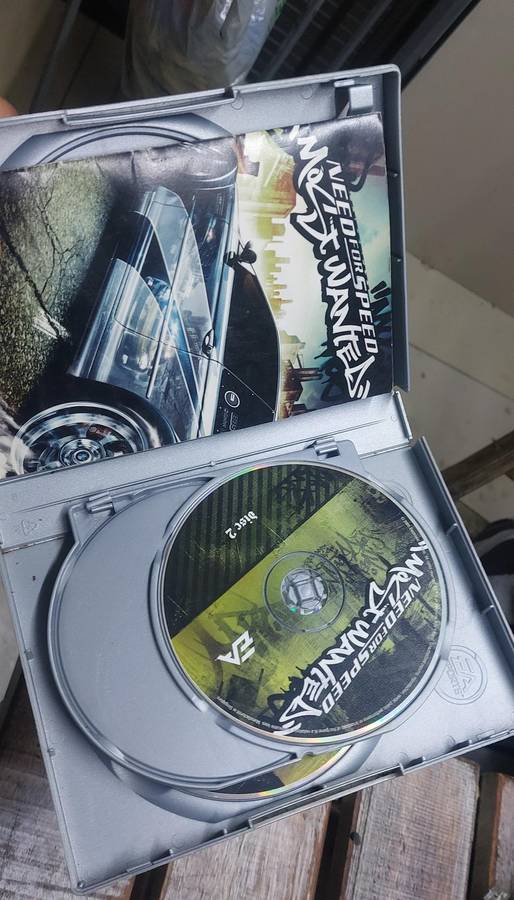 NEED FOR SPEED
"MOST WANTED"
Disc 2
NEED FOR SPEED
"MOST WANTED"
EA